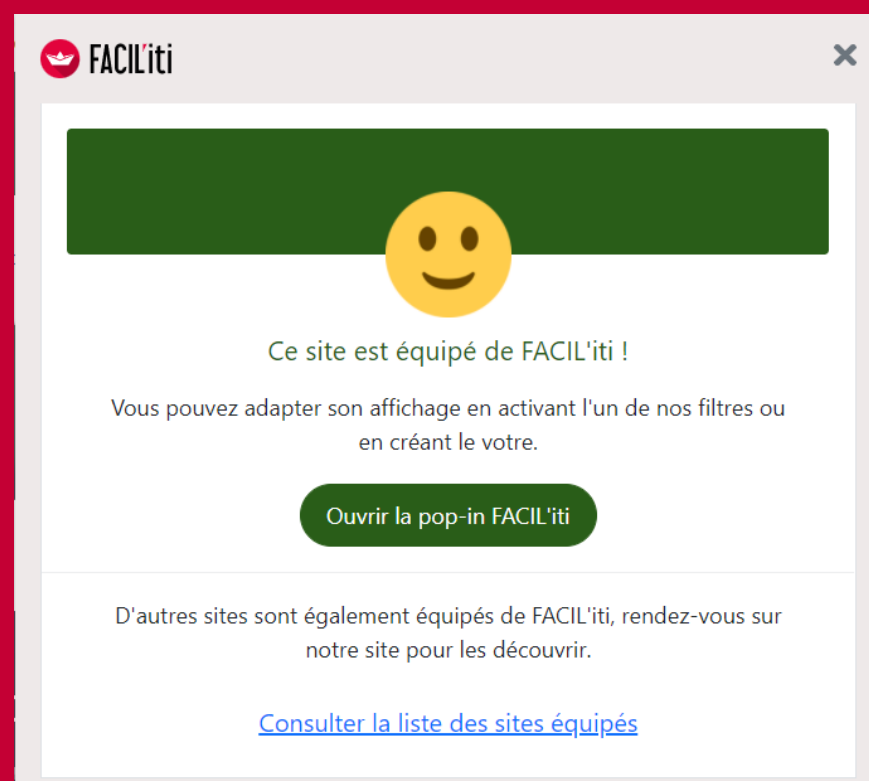 FACIL'iti
Ce site est équipé de FACIL'iti !
Vous pouvez adapter son affichage en activant l'un de nos filtres ou
en créant le votre.
Ouvrir la pop-in FACIL'iti
D'autres sites sont également équipés de FACIL'iti, rendez-vous sur
notre site pour les découvrir.
Consulter la liste des sites équipés